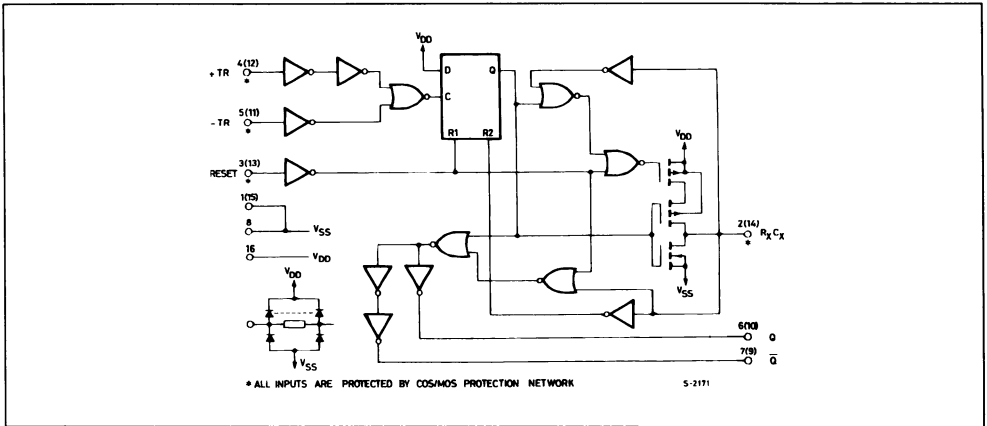 VDD
+TR 4(12)
*
D Q
C
R1 R2
5(11)
-TR
*
RESET 3(13)
*
1(15)
8 VSS
16 VDD
VDD
VSS
VDD
2(14)
RXCX
*
VSS
6(10) Q
7(9) Q̅
* ALL INPUTS ARE PROTECTED BY COS/MOS PROTECTION NETWORK
S-2171